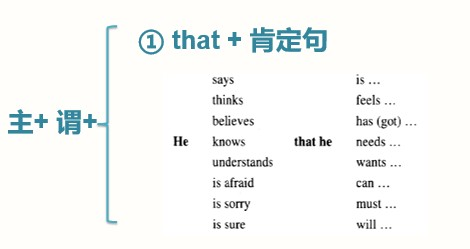 ① that + 肯定句
主+ 谓+
says is ...
thinks feels ...
believes has (got) ...
He knows that he needs ...
understands wants ...
is afraid can ...
is sorry must ...
is sure will ...